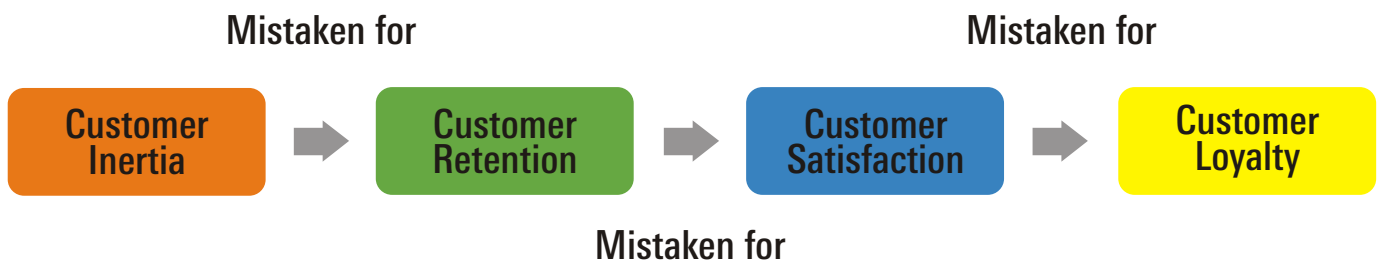 Mistaken for
Mistaken for
Customer
Inertia
Customer
Retention
Customer
Satisfaction
Customer
Loyalty
Mistaken for